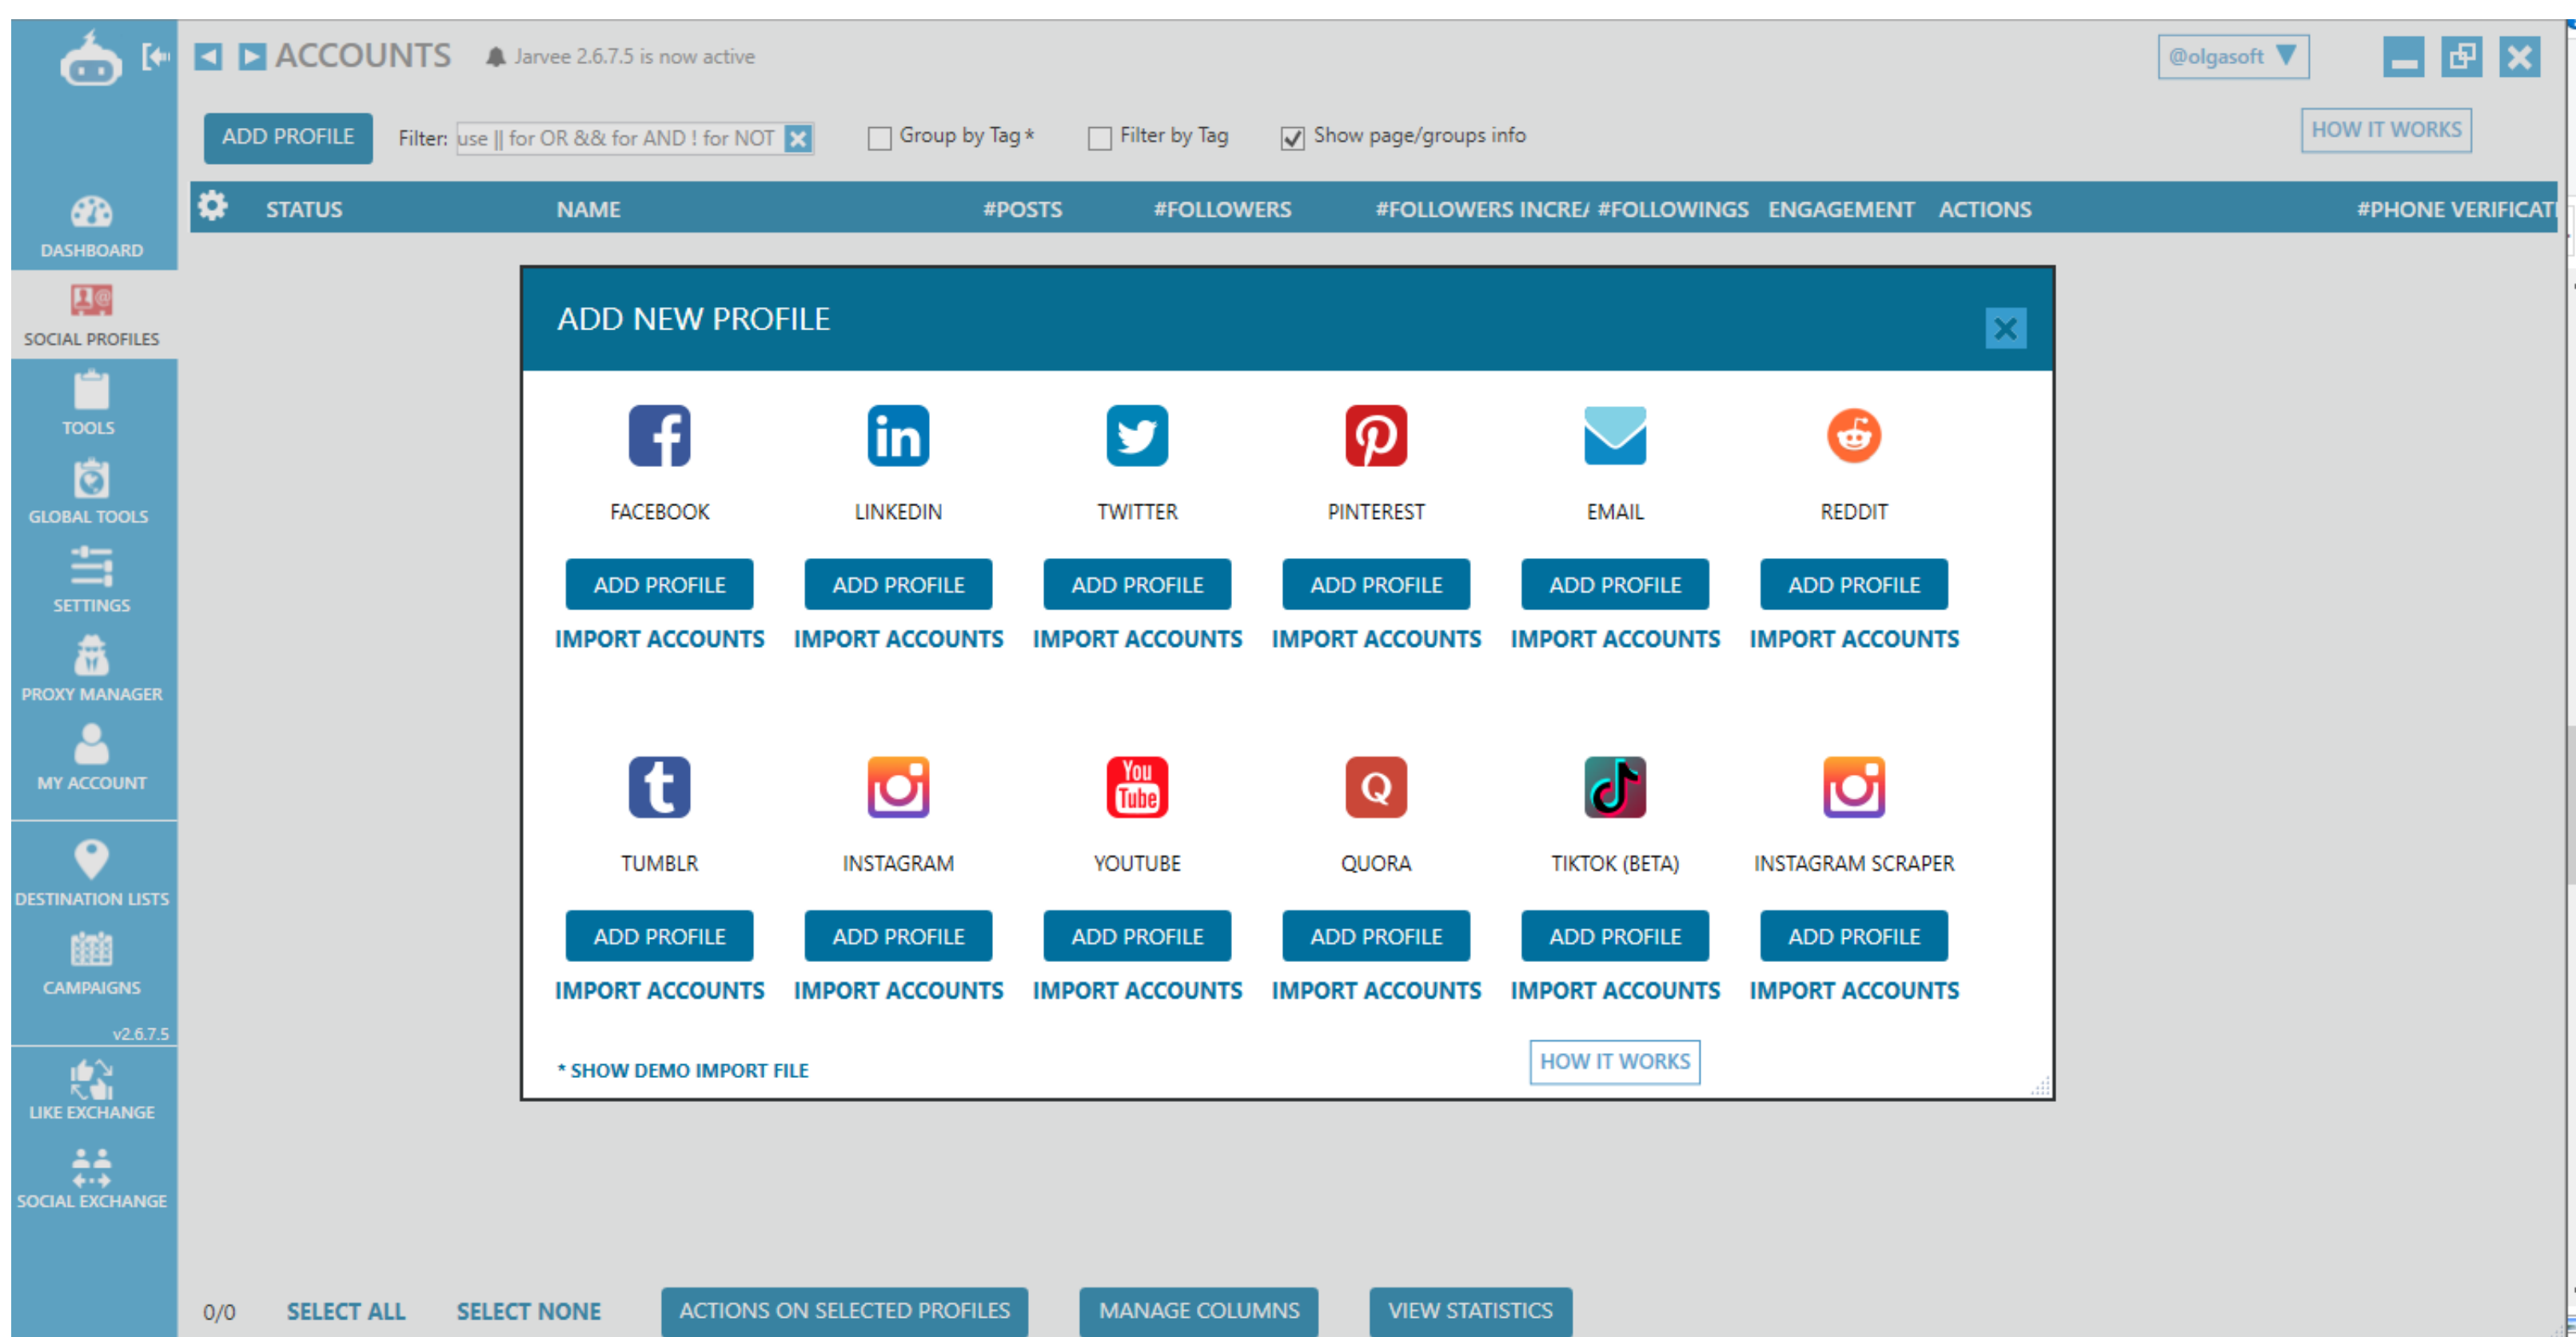 ACCOUNTS Jarvee 2.6.7.5 is now active @olgasoft
ADD PROFILE Filter: use || for OR && for AND ! for NOT Group by Tag* Filter by Tag Show page/groups info HOW IT WORKS
STATUS NAME #POSTS #FOLLOWERS #FOLLOWERS INCREA #FOLLOWINGS ENGAGEMENT ACTIONS #PHONE VERIFICATI
DASHBOARD
SOCIAL PROFILES
TOOLS
GLOBAL TOOLS
SETTINGS
PROXY MANAGER
MY ACCOUNT
DESTINATION LISTS
CAMPAIGNS
v2.6.7.5
LIKE EXCHANGE
SOCIAL EXCHANGE
ADD NEW PROFILE
FACEBOOK LINKEDIN TWITTER PINTEREST EMAIL REDDIT
ADD PROFILE ADD PROFILE ADD PROFILE ADD PROFILE ADD PROFILE ADD PROFILE
IMPORT ACCOUNTS IMPORT ACCOUNTS IMPORT ACCOUNTS IMPORT ACCOUNTS IMPORT ACCOUNTS IMPORT ACCOUNTS
You
Tube
TUMBLR INSTAGRAM YOUTUBE QUORA TIKTOK (BETA) INSTAGRAM SCRAPER
ADD PROFILE ADD PROFILE ADD PROFILE ADD PROFILE ADD PROFILE ADD PROFILE
IMPORT ACCOUNTS IMPORT ACCOUNTS IMPORT ACCOUNTS IMPORT ACCOUNTS IMPORT ACCOUNTS IMPORT ACCOUNTS
* SHOW DEMO IMPORT FILE HOW IT WORKS
0/0 SELECT ALL SELECT NONE ACTIONS ON SELECTED PROFILES MANAGE COLUMNS VIEW STATISTICS